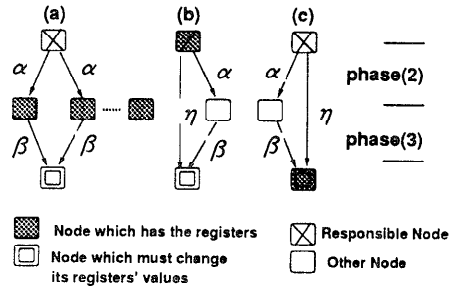 (a) (b) (c)
α α α α
phase(2)
η η
β β β β
phase(3)
Node which has the registers
Responsible Node
Node which must change
its registers' values
Other Node